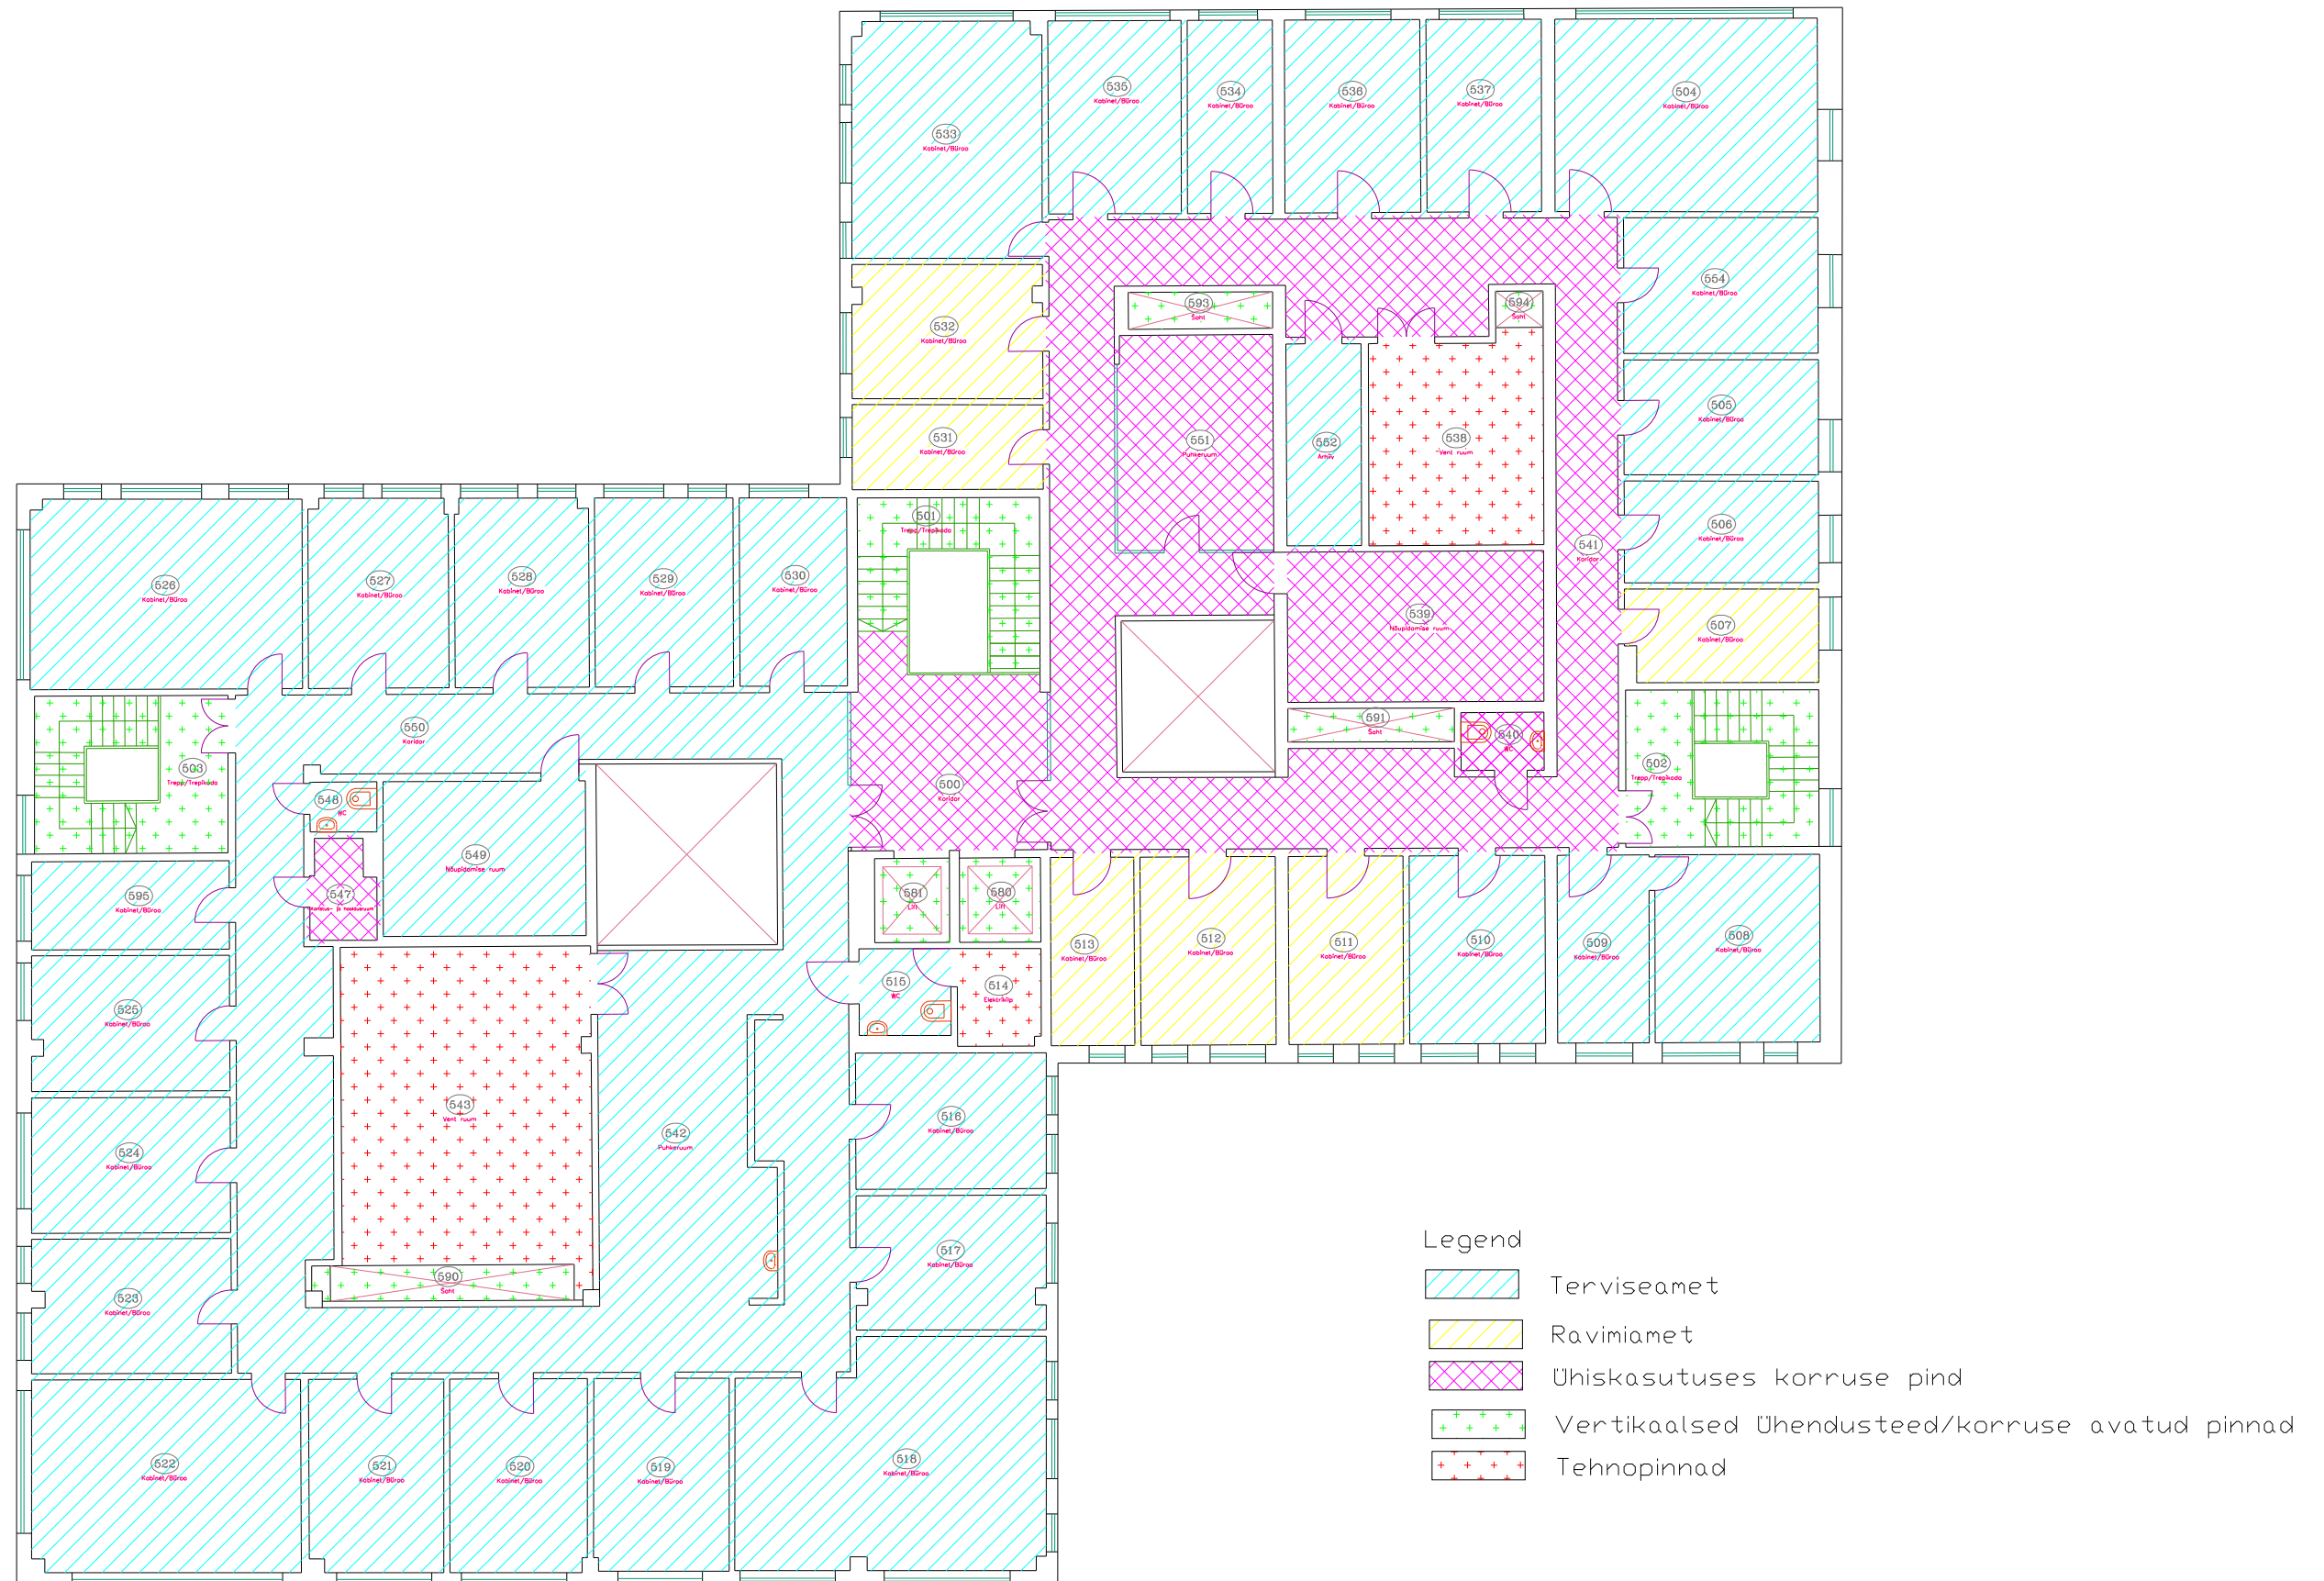 535
Kabinet/Büroo
534
Kabinet/Büroo
536
Kabinet/Büroo
537
Kabinet/Büroo
504
Kabinet/Büroo
533
Kabinet/Büroo
554
Kabinet/Büroo
593
Šaht
594
Šaht
532
Kabinet/Büroo
505
Kabinet/Büroo
531
Kabinet/Büroo
551
Puhkeruum
552
Arhiiv
538
Vent ruum
501
Trepp/Trepikoda
506
Kabinet/Büroo
541
Koridor
526
Kabinet/Büroo
527
Kabinet/Büroo
528
Kabinet/Büroo
529
Kabinet/Büroo
530
Kabinet/Büroo
539
Nõupidamise ruum
507
Kabinet/Büroo
550
Koridor
591
Šaht
540
WC
503
Trepp/Trepikoda
502
Trepp/Trepikoda
500
Koridor
548
WC
549
Nõupidamise ruum
595
Kabinet/Büroo
547
581
Lift
580
Lift
513
Kabinet/Büroo
512
Kabinet/Büroo
511
Kabinet/Büroo
510
Kabinet/Büroo
509
Kabinet/Büroo
508
Kabinet/Büroo
515
WC
514
Elektrikilp
525
Kabinet/Büroo
543
Vent ruum
542
Puhkeruum
516
Kabinet/Büroo
524
Kabinet/Büroo
517
Kabinet/Büroo
590
Šaht
523
Kabinet/Büroo
522
Kabinet/Büroo
521
Kabinet/Büroo
520
Kabinet/Büroo
519
Kabinet/Büroo
518
Kabinet/Büroo
Legend
Terviseamet
Ravimiamet
Ühiskasutuses korruse pind
Vertikaalsed Ühendusteed/korruse avatud pinnad
Tehnopinnad